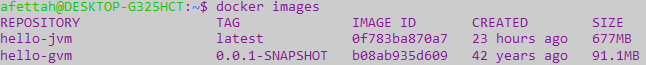 afettah@DESKTOP-G325HCT:~$ docker images
REPOSITORY TAG IMAGE ID CREATED SIZE
hello-jvm latest 0f783ba870a7 23 hours ago 677MB
hello-gvm 0.0.1-SNAPSHOT b08ab935d609 42 years ago 91.1MB